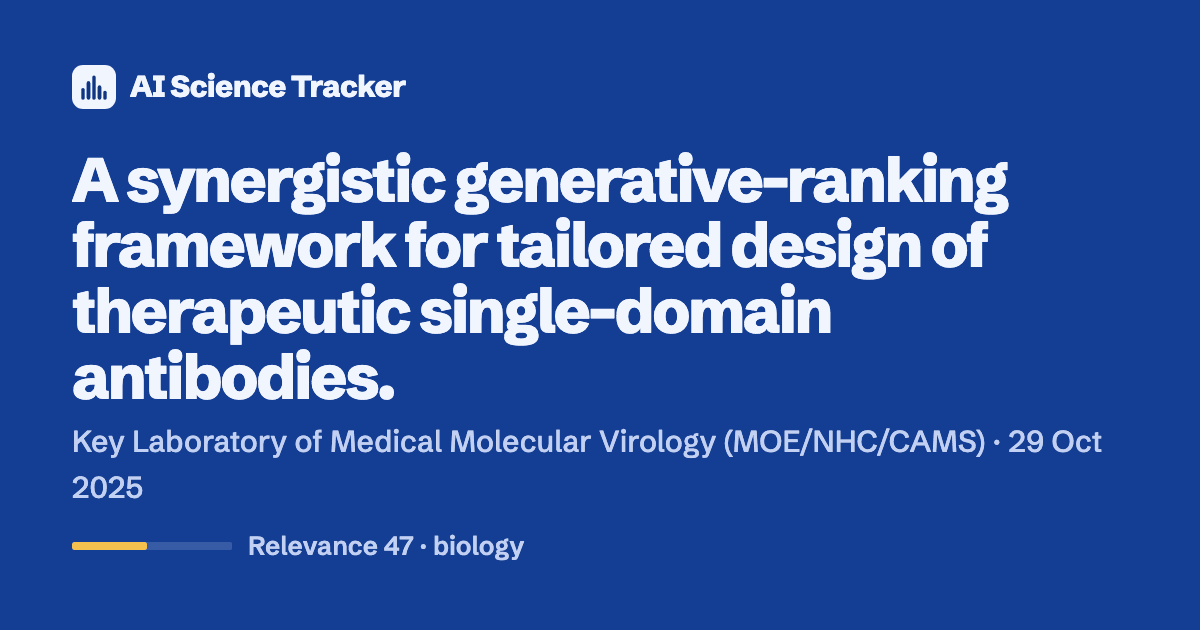 AI Science Tracker
A synergistic generative-ranking
framework for tailored design of
therapeutic single-domain
antibodies.
Key Laboratory of Medical Molecular Virology (MOE/NHC/CAMS) · 29 Oct
2025
Relevance 47 · biology